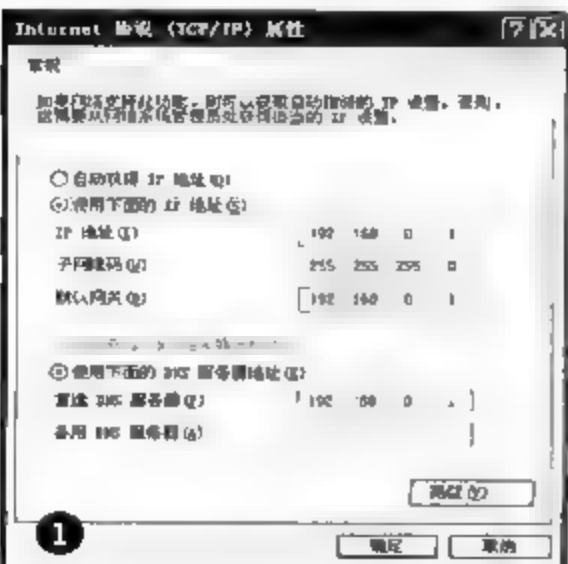 Internet 协议 (TCP/IP) 属性
常规
如果网络支持此功能，则可以获取自动指派的 IP 设置。否则，
您需要从网络系统管理员处获得适当的 IP 设置。
自动获得 IP 地址(O)
使用下面的 IP 地址(S)
IP 地址(I) 192 168 0 1
子网掩码(U) 255 255 255 0
默认网关(D) 192 168 0 1
使用下面的 DNS 服务器地址(E)
首选 DNS 服务器(P) 192 168 0
备用 DNS 服务器(A)
高级(V)
1
确定 取消